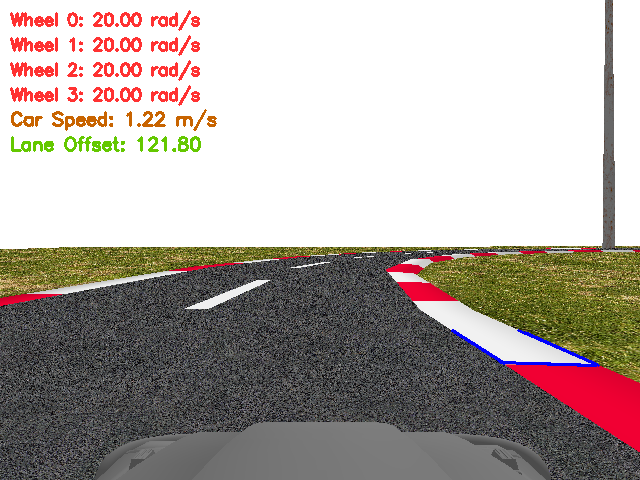 Wheel 0: 20.00 rad/s
Wheel 1: 20.00 rad/s
Wheel 2: 20.00 rad/s
Wheel 3: 20.00 rad/s
Car Speed: 1.22 m/s
Lane Offset: 121.80